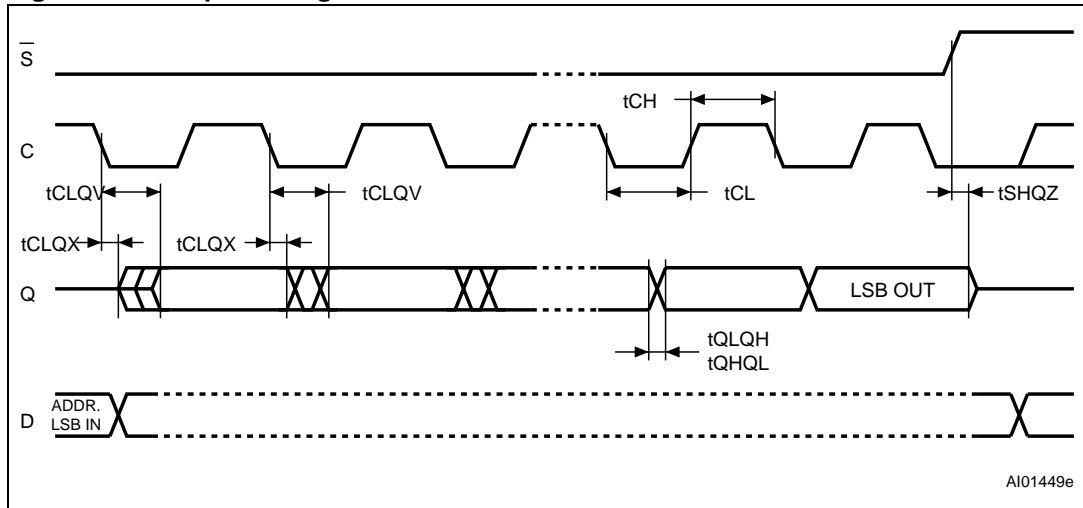 S
tCH
C
tCLQV
tCLQV
tCL
tSHQZ
tCLQX
tCLQX
Q
LSB OUT
tQLQH
tQHQL
D
ADDR.
LSB IN
AI01449e